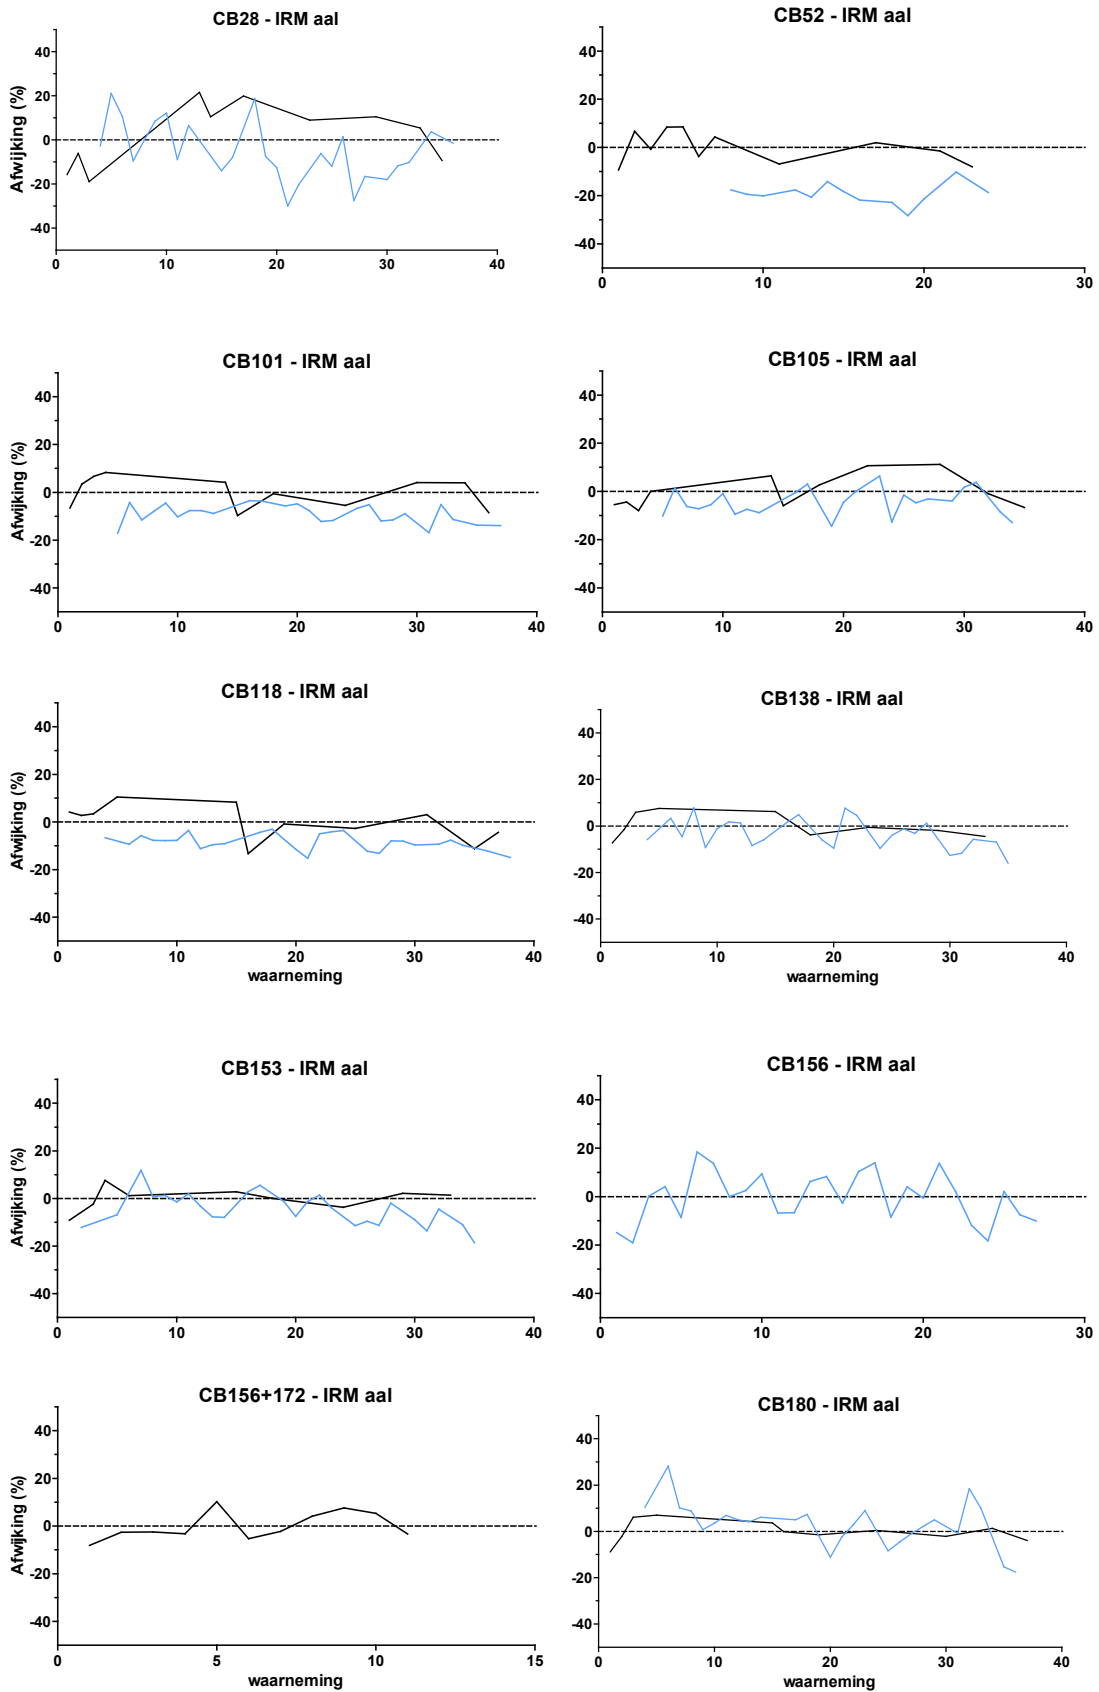 CB28 - IRM aal
Afwijking (%)
40
20
0
-20
-40
0 10 20 30 40
CB52 - IRM aal
40
20
0
-20
-40
0 10 20 30
CB101 - IRM aal
Afwijking (%)
40
20
0
-20
-40
0 10 20 30 40
CB105 - IRM aal
40
20
0
-20
-40
0 10 20 30 40
CB118 - IRM aal
Afwijking (%)
40
20
0
-20
-40
0 10 20 30 40
waarneming
CB138 - IRM aal
40
20
0
-20
-40
0 10 20 30 40
waarneming
CB153 - IRM aal
Afwijking (%)
40
20
0
-20
-40
0 10 20 30 40
CB156 - IRM aal
40
20
0
-20
-40
0 10 20 30
CB156+172 - IRM aal
Afwijking (%)
40
20
0
-20
-40
0 5 10 15
waarneming
CB180 - IRM aal
40
20
0
-20
-40
0 10 20 30 40
waarneming